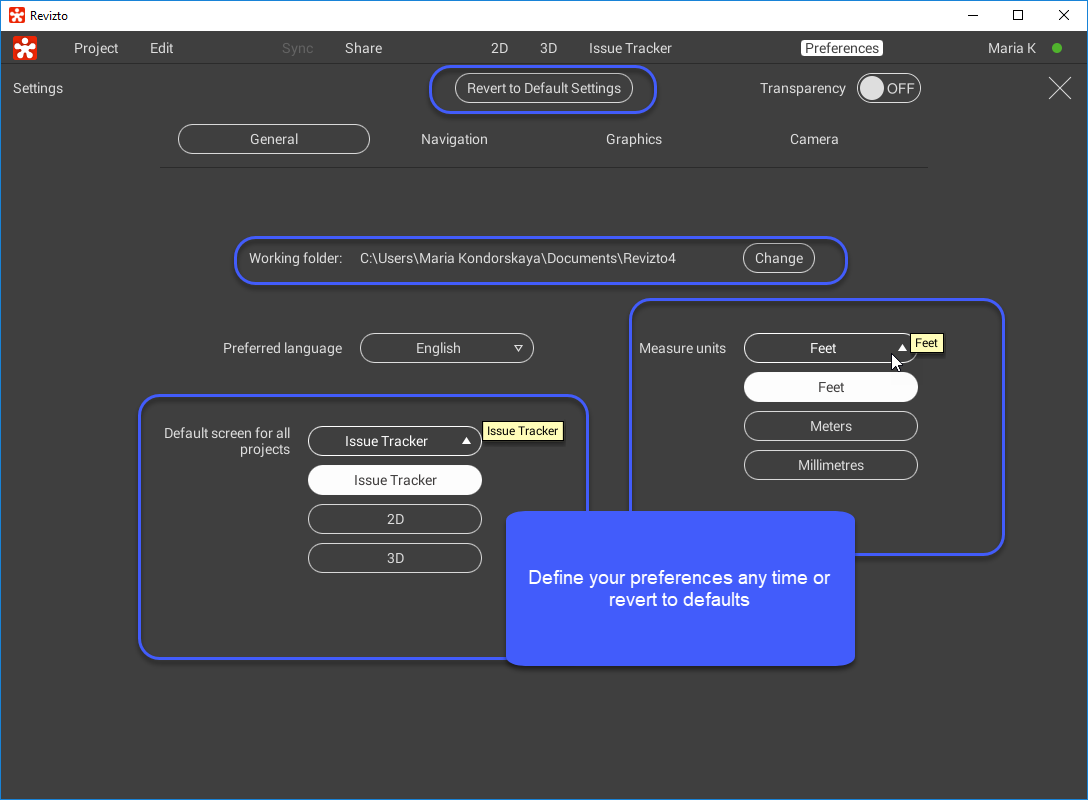 Revizto
Project Edit Sync Share 2D 3D Issue Tracker Preferences Maria K
Settings Revert to Default Settings Transparency OFF
General Navigation Graphics Camera
Working folder: C:\Users\Maria Kondorskaya\Documents\Revizto4 Change
Preferred language English Measure units Feet Feet
Feet
Meters
Millimetres
Default screen for all
projects
Issue Tracker Issue Tracker
Issue Tracker
2D
3D
Define your preferences any time or
revert to defaults